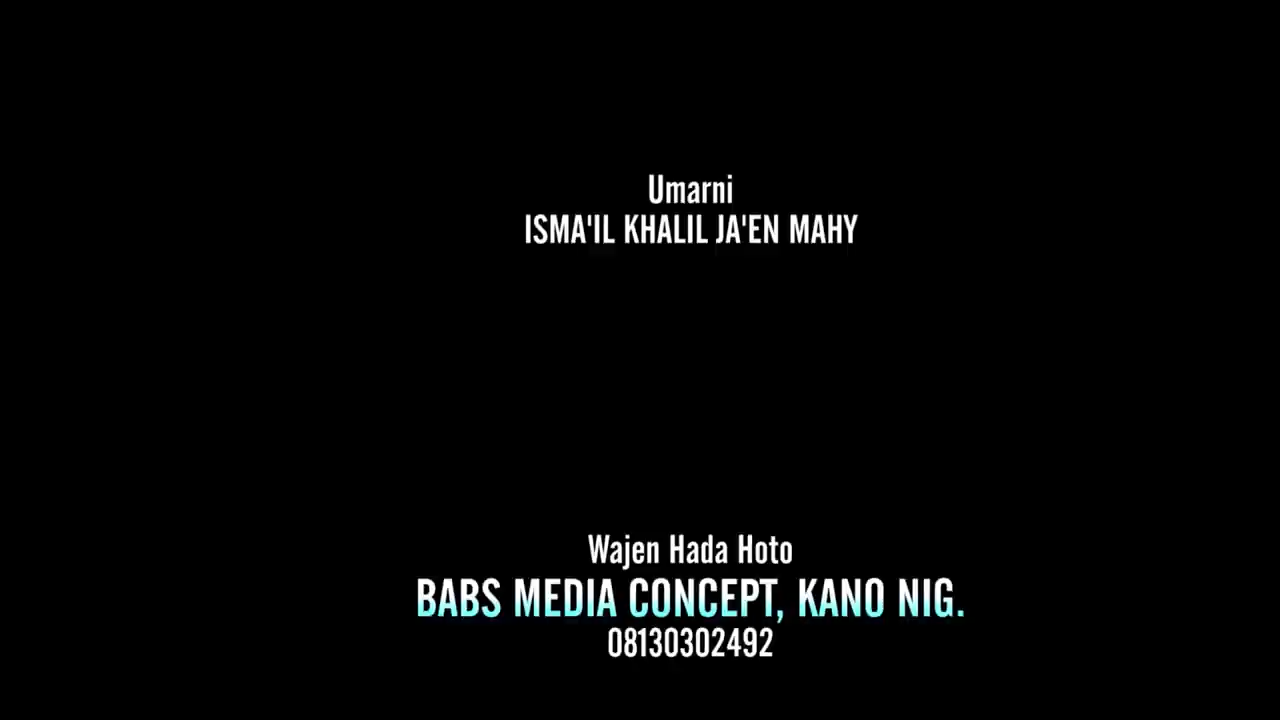 Umarni
ISMA'IL KHALIL JA'EN MAHY
Wajen Hada Hoto
BABS MEDIA CONCEPT, KANO NIG.
08130302492